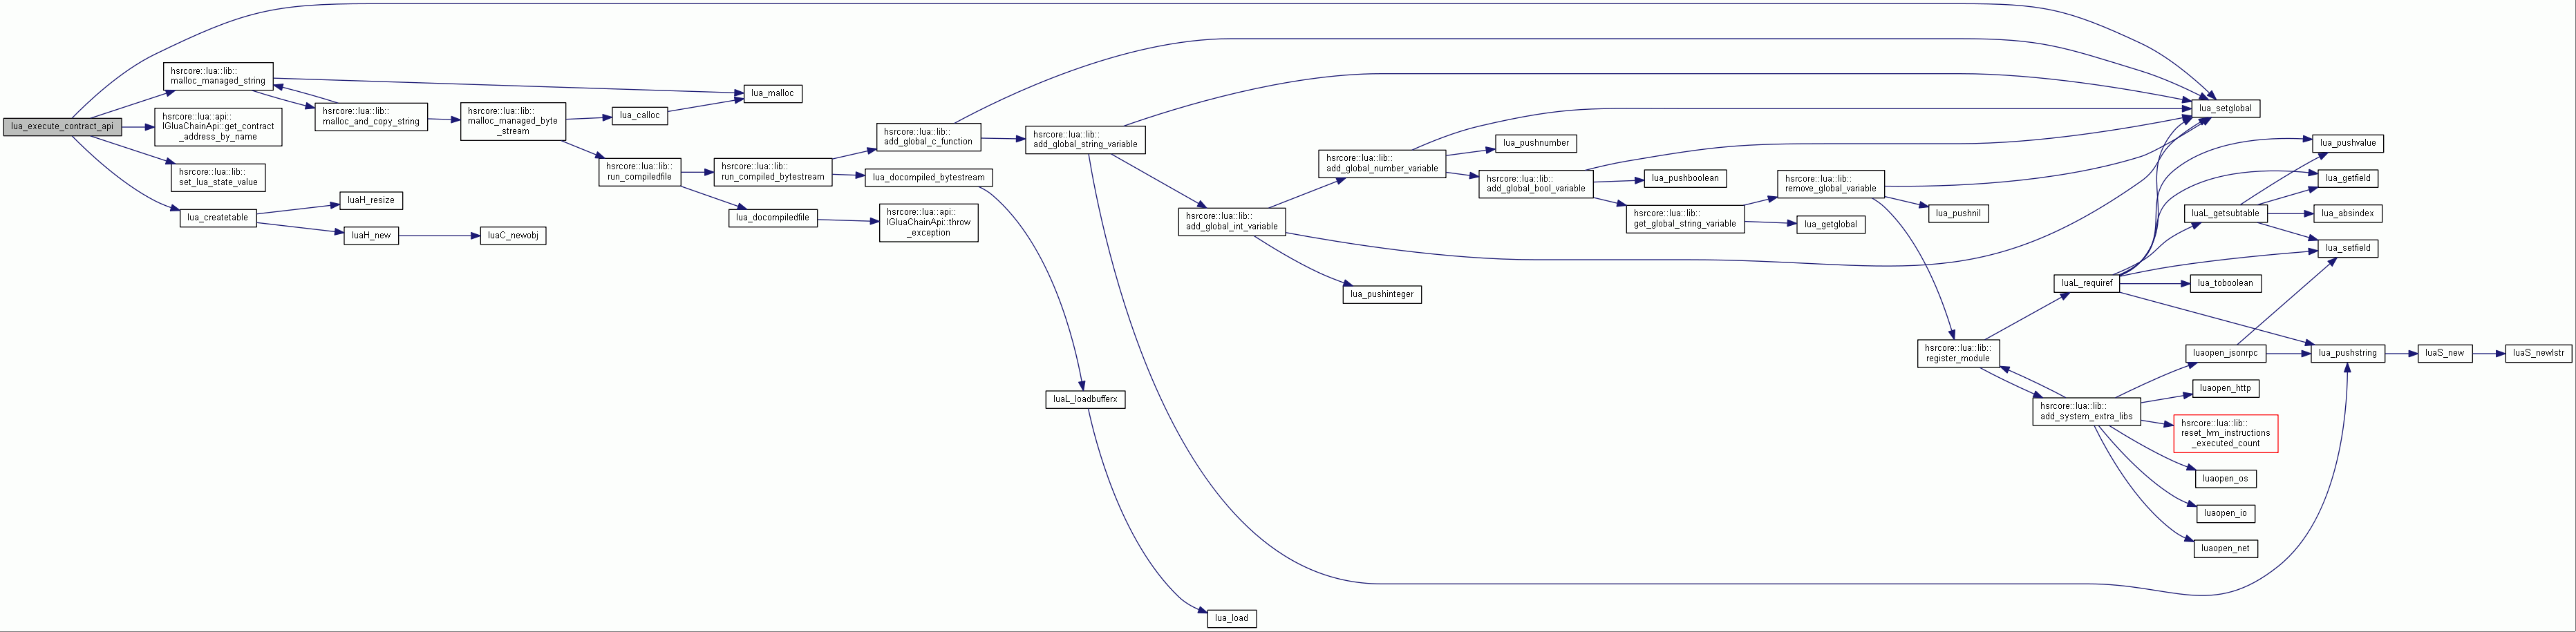 lua_execute_contract_api
hsrcore::lua::lib::
malloc_managed_string
hsrcore::lua::api::
IGluaChainApi::get_contract
_address_by_name
hsrcore::lua::lib::
set_lua_state_value
lua_createtable
hsrcore::lua::lib::
malloc_and_copy_string
luaH_resize
luaH_new
hsrcore::lua::lib::
malloc_managed_byte
_stream
luaC_newobj
lua_calloc
hsrcore::lua::lib::
run_compiledfile
lua_malloc
hsrcore::lua::lib::
run_compiled_bytestream
lua_docompiledfile
hsrcore::lua::lib::
add_global_c_function
lua_docompiled_bytestream
hsrcore::lua::api::
IGluaChainApi::throw
_exception
hsrcore::lua::lib::
add_global_string_variable
luaL_loadbufferx
hsrcore::lua::lib::
add_global_int_variable
lua_load
hsrcore::lua::lib::
add_global_number_variable
lua_pushinteger
lua_pushnumber
hsrcore::lua::lib::
add_global_bool_variable
lua_pushboolean
hsrcore::lua::lib::
get_global_string_variable
hsrcore::lua::lib::
remove_global_variable
lua_getglobal
lua_pushnil
hsrcore::lua::lib::
register_module
luaL_requiref
hsrcore::lua::lib::
add_system_extra_libs
lua_setglobal
luaL_getsubtable
lua_toboolean
luaopen_jsonrpc
luaopen_http
hsrcore::lua::lib::
reset_lvm_instructions
_executed_count
luaopen_os
luaopen_io
luaopen_net
lua_pushvalue
lua_getfield
lua_absindex
lua_setfield
lua_pushstring
luaS_new
luaS_newlstr